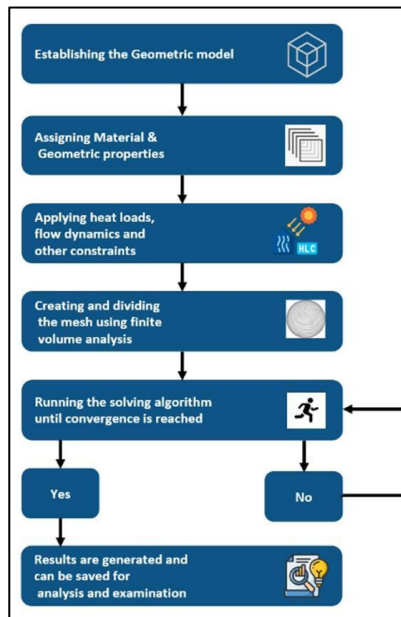 Establishing the Geometric model
Assigning Material &
Geometric properties
Applying heat loads,
flow dynamics and
other constraints
HLC
Creating and dividing
the mesh using finite
volume analysis
Running the solving algorithm
until convergence is reached
Yes
No
Results are generated and
can be saved for
analysis and examination